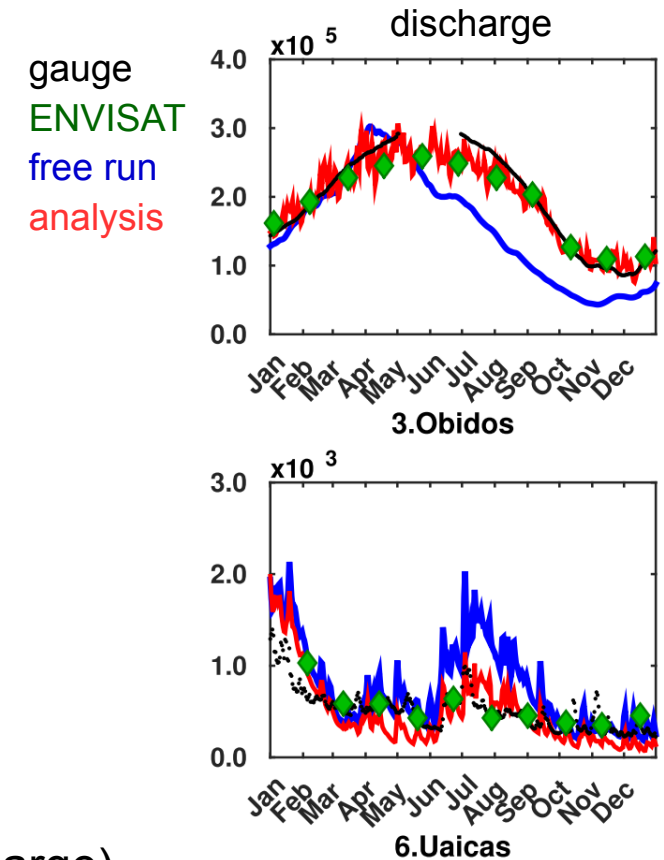 discharge
gauge
ENVISAT
free run
analysis
x10 5
4.0
3.0
2.0
1.0
0.0
Jan Feb Mar Apr May Jun Jul Aug Sep Oct Nov Dec
3.Obidos
x10 3
3.0
2.0
1.0
0.0
Jan Feb Mar Apr May Jun Jul Aug Sep Oct Nov Dec
6.Uaicas